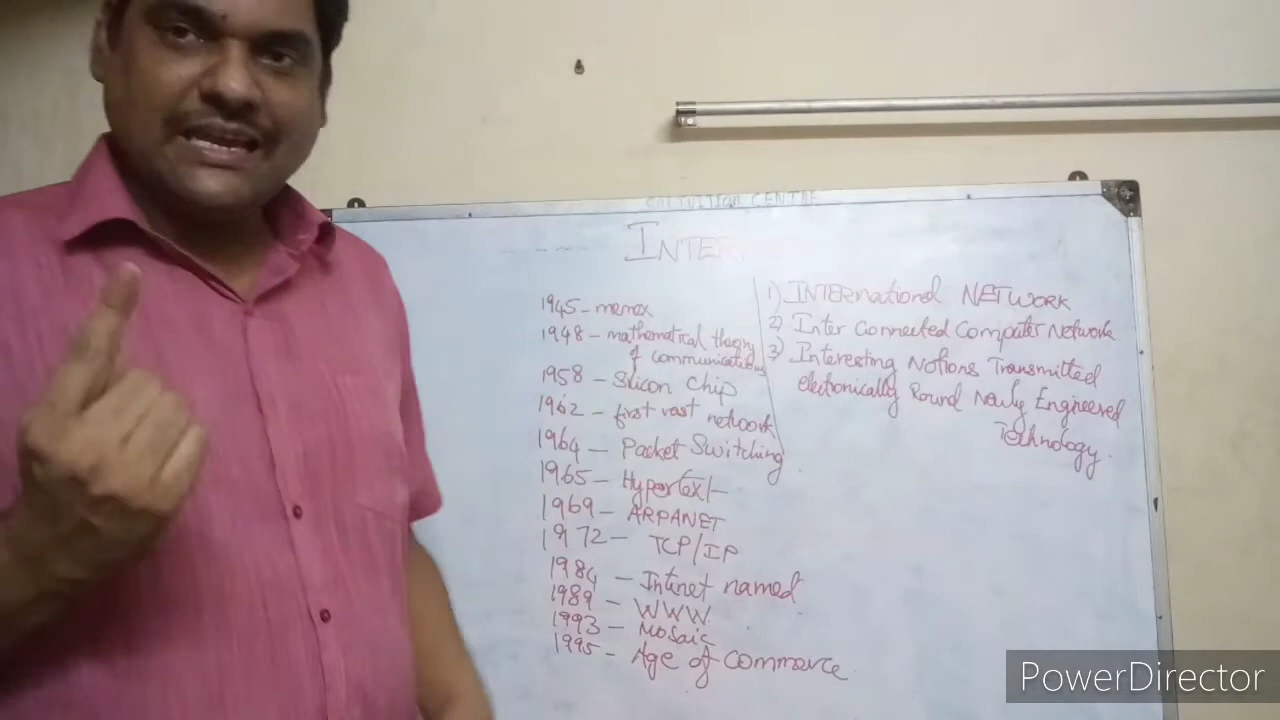 INTER
1945 - memex
1948 - mathematical theory
of communications
1958 - Silicon Chip
1962 - first vast network
1964 - Packet Switching
1965 - Hypertext
1969 - ARPANET
1972 - TCP/IP
1984 - Internet named
1989 - WWW
1993 - Mosaic
1995 - Age of Commerce
1) INTERnational NETWORK
2) Inter Connected Computer Network
3) Interesting Notions Transmitted
electronically Round Newly Engineered
Technology.
PowerDirector